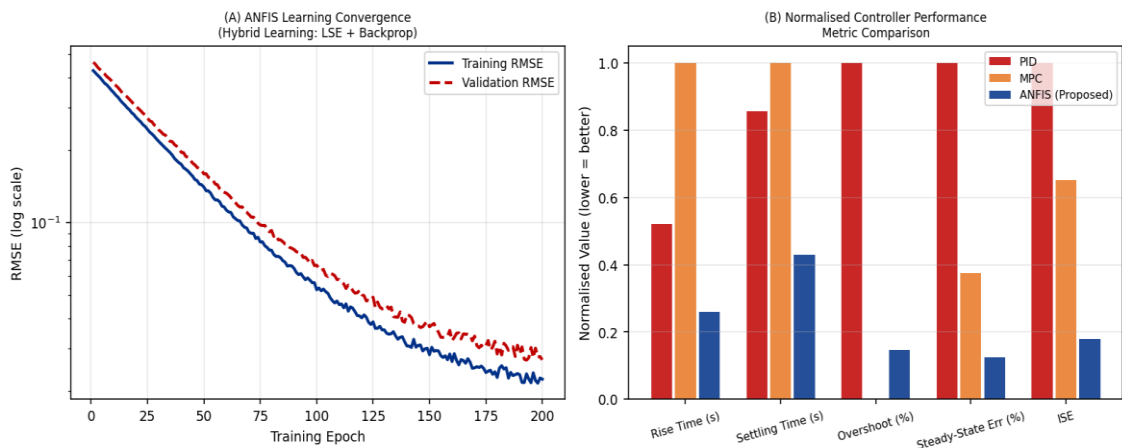 (A) ANFIS Learning Convergence
(Hybrid Learning: LSE + Backprop)
Training RMSE
Validation RMSE
RMSE (log scale)
10⁻¹
0 25 50 75 100 125 150 175 200
Training Epoch
(B) Normalised Controller Performance
Metric Comparison
PID
MPC
ANFIS (Proposed)
Normalised Value (lower = better)
1.0
0.8
0.6
0.4
0.2
0.0
Rise Time (s)
Settling Time (s)
Overshoot (%)
Steady-State Err (%)
ISE